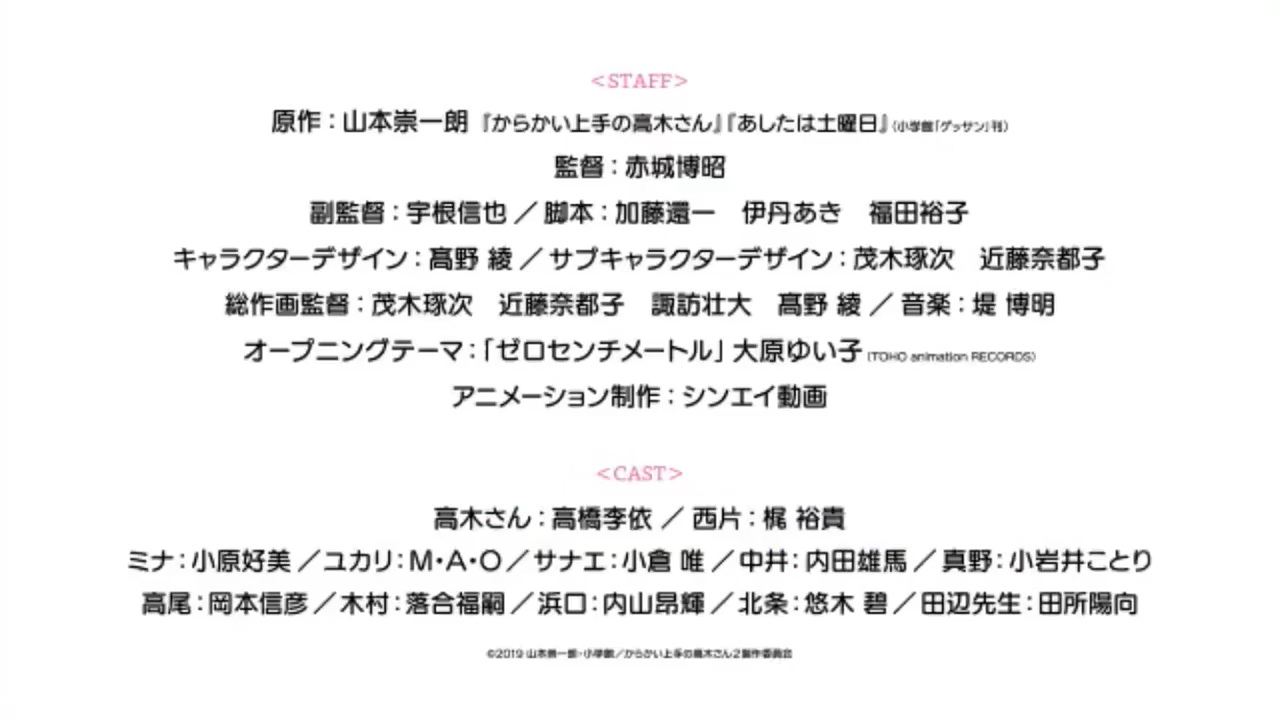 <STAFF>
原作：山本崇一朗 『からかい上手の高木さん』『あしたは土曜日』（小学館「ゲッサン」刊）
監督：赤城博昭
副監督：宇根信也 ／ 脚本：加藤還一　伊丹あき　福田裕子
キャラクターデザイン：髙野 綾 ／ サブキャラクターデザイン：茂木琢次　近藤奈都子
総作画監督：茂木琢次　近藤奈都子　諏訪壮大　髙野 綾 ／ 音楽：堤 博明
オープニングテーマ：「ゼロセンチメートル」 大原ゆい子（TOHO animation RECORDS）
アニメーション制作：シンエイ動画
<CAST>
高木さん：高橋李依 ／ 西片：梶 裕貴
ミナ：小原好美 ／ユカリ：M・A・O ／サナエ：小倉 唯 ／中井：内田雄馬 ／真野：小岩井ことり
高尾：岡本信彦 ／木村：落合福嗣 ／浜口：内山昂輝 ／北条：悠木 碧 ／田辺先生：田所陽向
©2019 山本崇一朗・小学館／からかい上手の高木さん２製作委員会